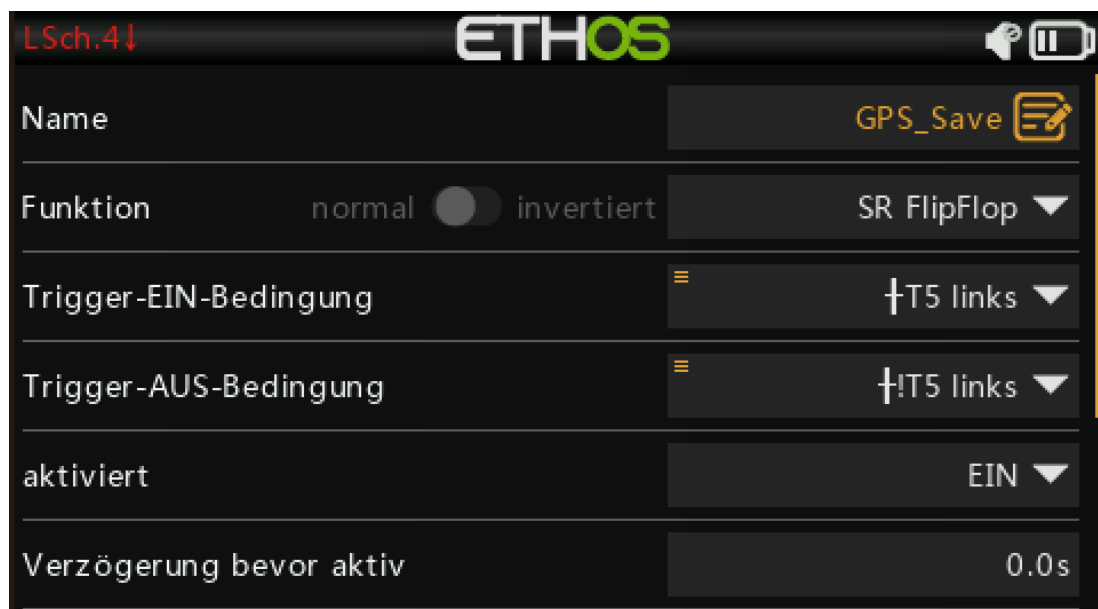 LSch.4↓ ETHOS
Name GPS_Save
Funktion normal invertiert SR FlipFlop
Trigger-EIN-Bedingung ╂T5 links
Trigger-AUS-Bedingung ╂!T5 links
aktiviert EIN
Verzögerung bevor aktiv 0.0s